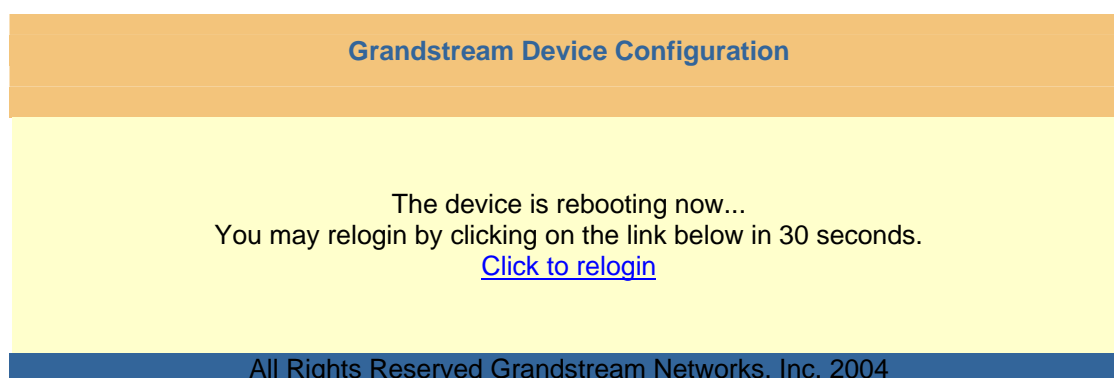 Grandstream Device Configuration
The device is rebooting now...
You may relogin by clicking on the link below in 30 seconds.
Click to relogin
All Rights Reserved Grandstream Networks, Inc. 2004